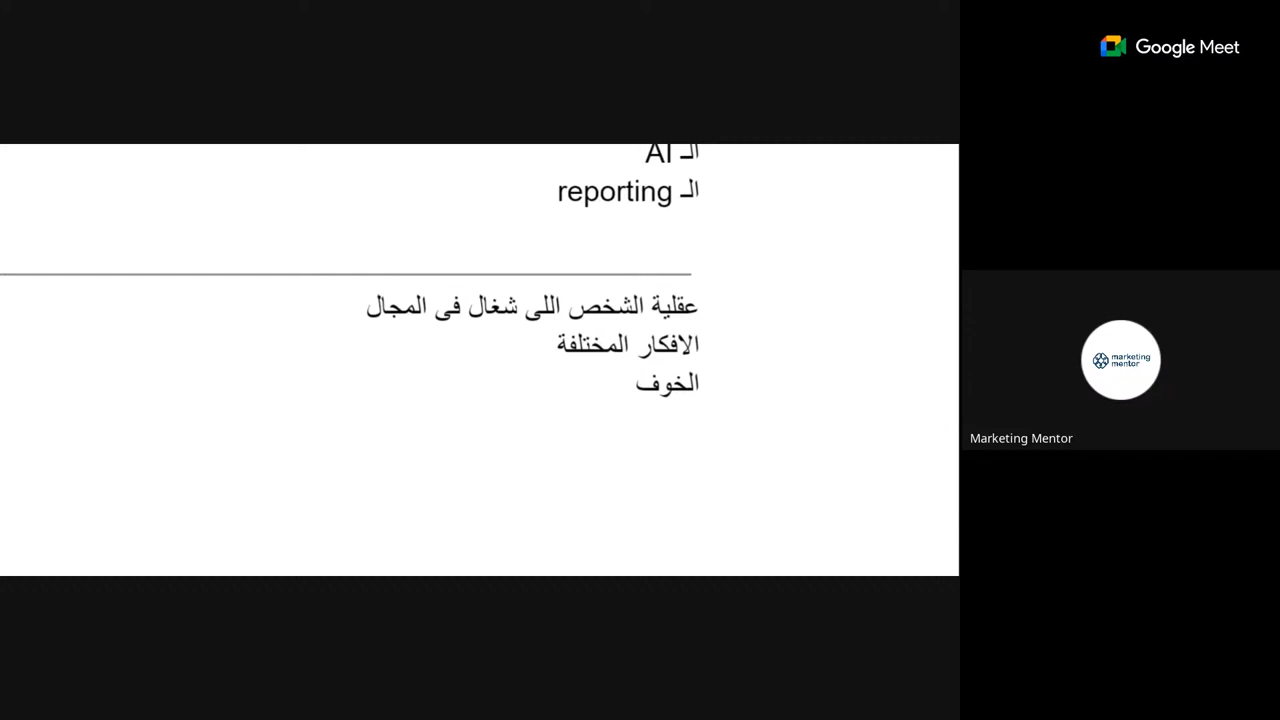 Google Meet
الـ AI
الـ reporting
عقلية الشخص اللى شغال فى المجال
الافكار المختلفة
الخوف
marketing
mentor
Marketing Mentor